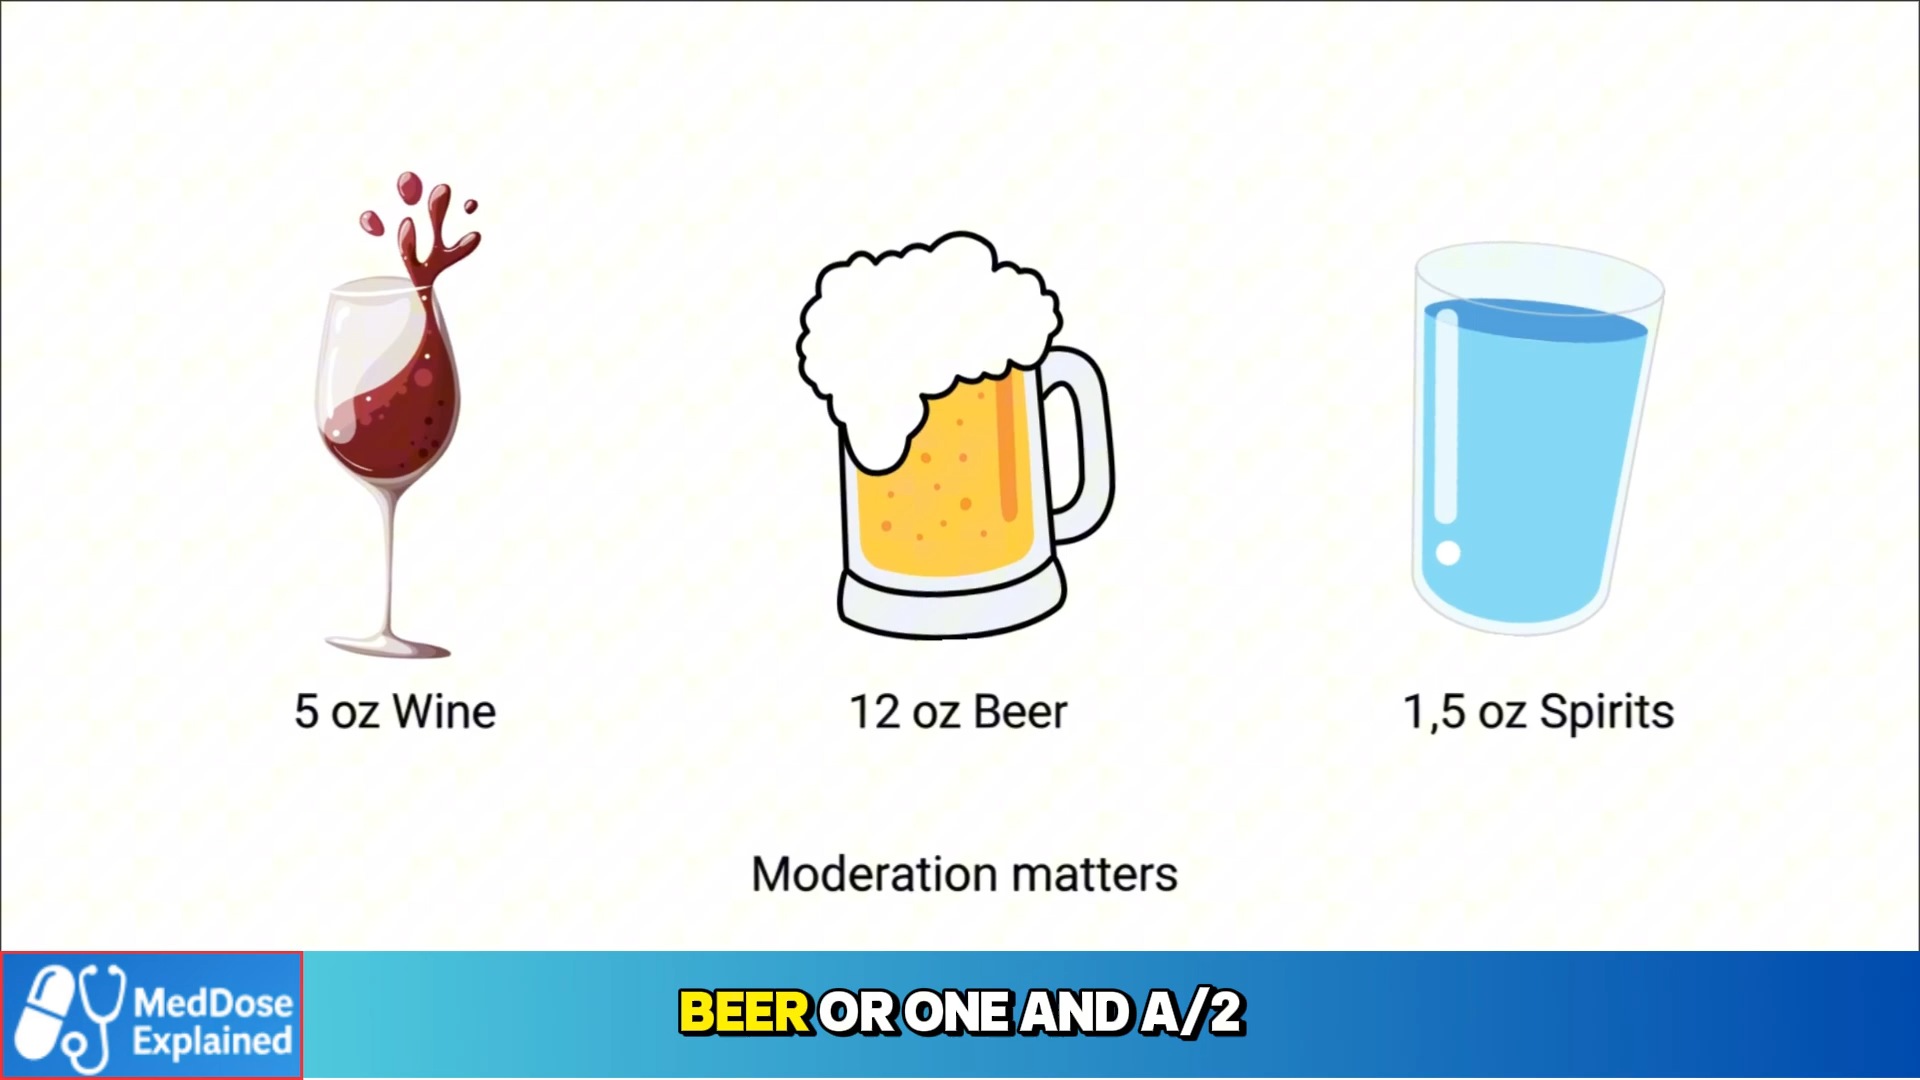 5 oz Wine
12 oz Beer
1,5 oz Spirits
Moderation matters
MedDose
Explained
BEER OR ONE AND A/2